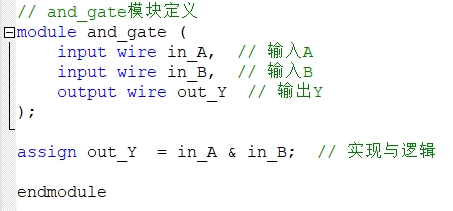 // and_gate模块定义
module and_gate (
    input wire in_A,  // 输入A
    input wire in_B,  // 输入B
    output wire out_Y  // 输出Y
);
assign out_Y  = in_A & in_B;  // 实现与逻辑
endmodule